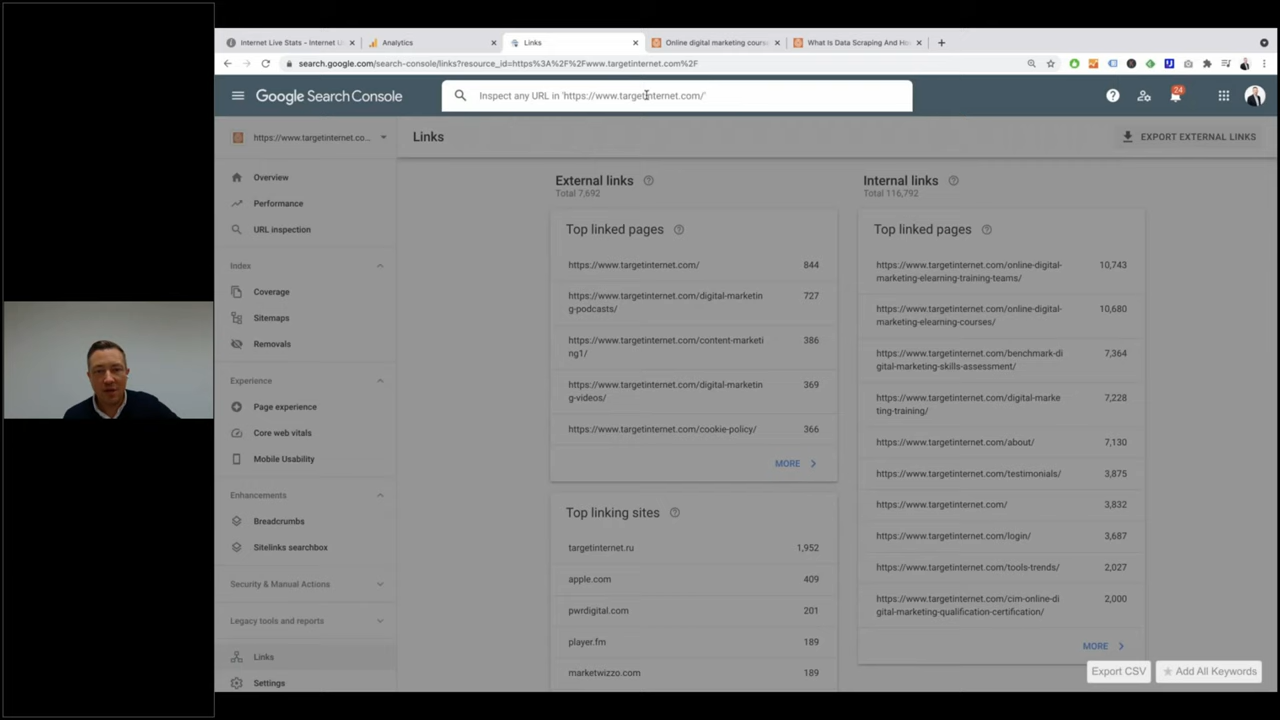 Internet Live Stats - Internet U
Analytics
Links
Online digital marketing cours
What Is Data Scraping And Ho
search.google.com/search-console/links?resource_id=https%3A%2F%2Fwww.targetinternet.com%2F
Google Search Console
Inspect any URL in 'https://www.targetinternet.com/'
24
https://www.targetinternet.co...
Links
EXPORT EXTERNAL LINKS
Overview
Performance
URL inspection
Index
Coverage
Sitemaps
Removals
Experience
Page experience
Core web vitals
Mobile Usability
Enhancements
Breadcrumbs
Sitelinks searchbox
Security & Manual Actions
Legacy tools and reports
Links
Settings
External links
Total 7,692
Top linked pages
https://www.targetinternet.com/ 844
https://www.targetinternet.com/digital-marketin 727
g-podcasts/
https://www.targetinternet.com/content-marketi 386
ng1/
https://www.targetinternet.com/digital-marketin 369
g-videos/
https://www.targetinternet.com/cookie-policy/ 366
MORE
Top linking sites
targetinternet.ru 1,952
apple.com 409
pwrdigital.com 201
player.fm 189
marketwizzo.com 189
Internal links
Total 116,792
Top linked pages
https://www.targetinternet.com/online-digital- 10,743
marketing-elearning-training-teams/
https://www.targetinternet.com/online-digital- 10,680
marketing-elearning-courses/
https://www.targetinternet.com/benchmark-di 7,364
gital-marketing-skills-assessment/
https://www.targetinternet.com/digital-marke 7,228
ting-training/
https://www.targetinternet.com/about/ 7,130
https://www.targetinternet.com/testimonials/ 3,875
https://www.targetinternet.com/ 3,832
https://www.targetinternet.com/login/ 3,687
https://www.targetinternet.com/tools-trends/ 2,027
https://www.targetinternet.com/cim-online-di 2,000
gital-marketing-qualification-certification/
MORE
Export CSV
Add All Keywords